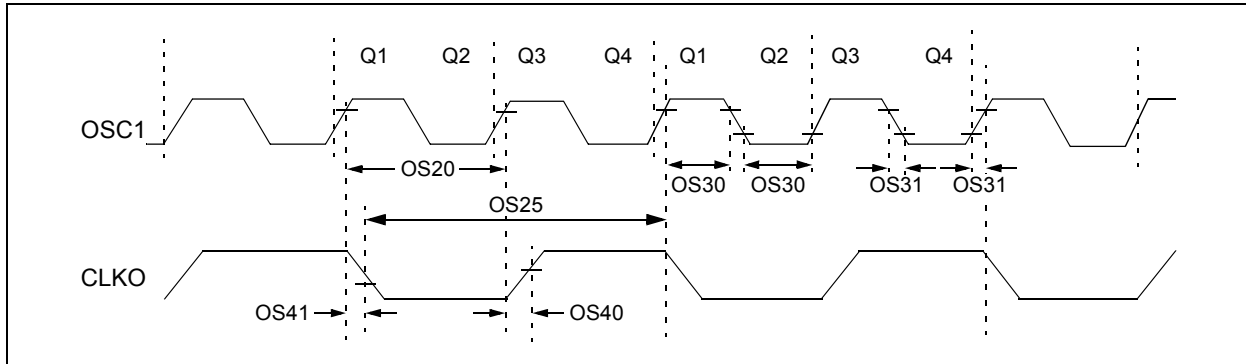 Q1 Q2 Q3 Q4 Q1 Q2 Q3 Q4
OSC1
OS20 OS30 OS30 OS31 OS31
OS25
CLKO
OS41 OS40